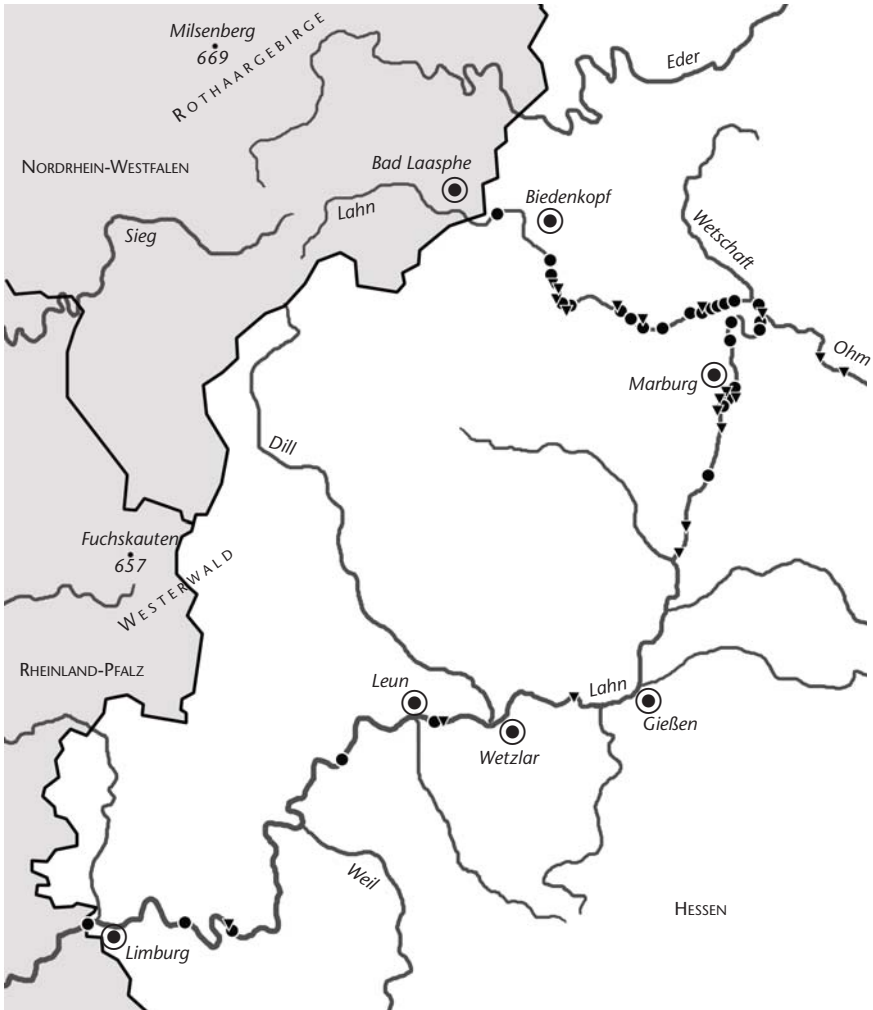 Milsenberg
669
ROTHAARGEBIRGE
Eder
NORDRHEIN-WESTFALEN
Bad Laasphe
Biedenkopf
Lahn
Sieg
Wetschaft
Ohm
Marburg
Dill
Fuchskauten
657
WESTERWALD
RHEINLAND-PFALZ
Leun
Lahn
Gießen
Wetzlar
Weil
HESSEN
Limburg